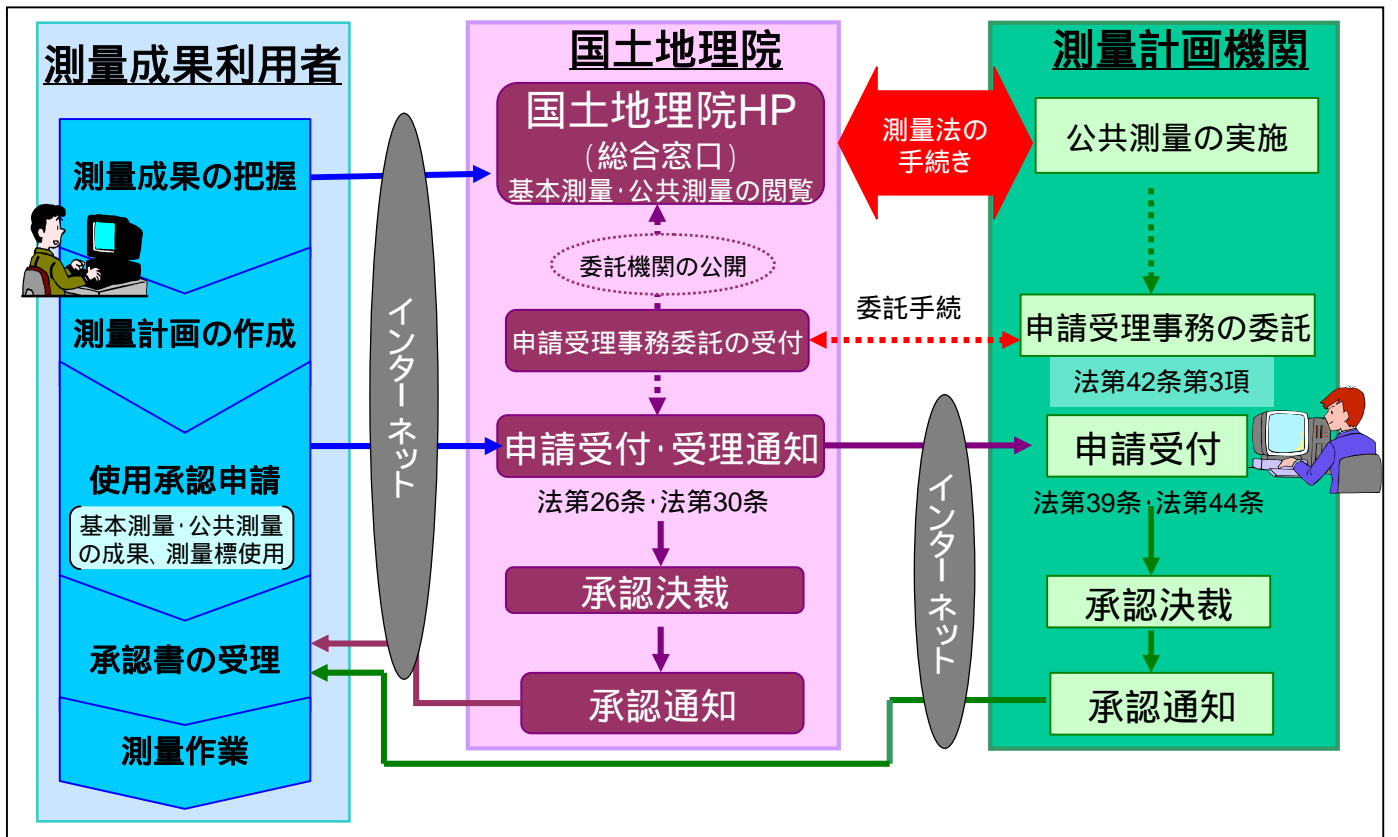 測量成果利用者
測量成果の把握
測量計画の作成
使用承認申請
基本測量·公共測量
の成果、測量標使用
承認書の受理
測量作業
インターネット
国土地理院
国土地理院HP
(総合窓口)
基本測量·公共測量の閲覧
委託機関の公開
申請受理事務委託の受付
申請受付·受理通知
法第26条·法第30条
承認決裁
承認通知
測量法の
手続き
委託手続
インターネット
測量計画機関
公共測量の実施
申請受理事務の委託
法第42条第3項
申請受付
法第39条·法第44条
承認決裁
承認通知